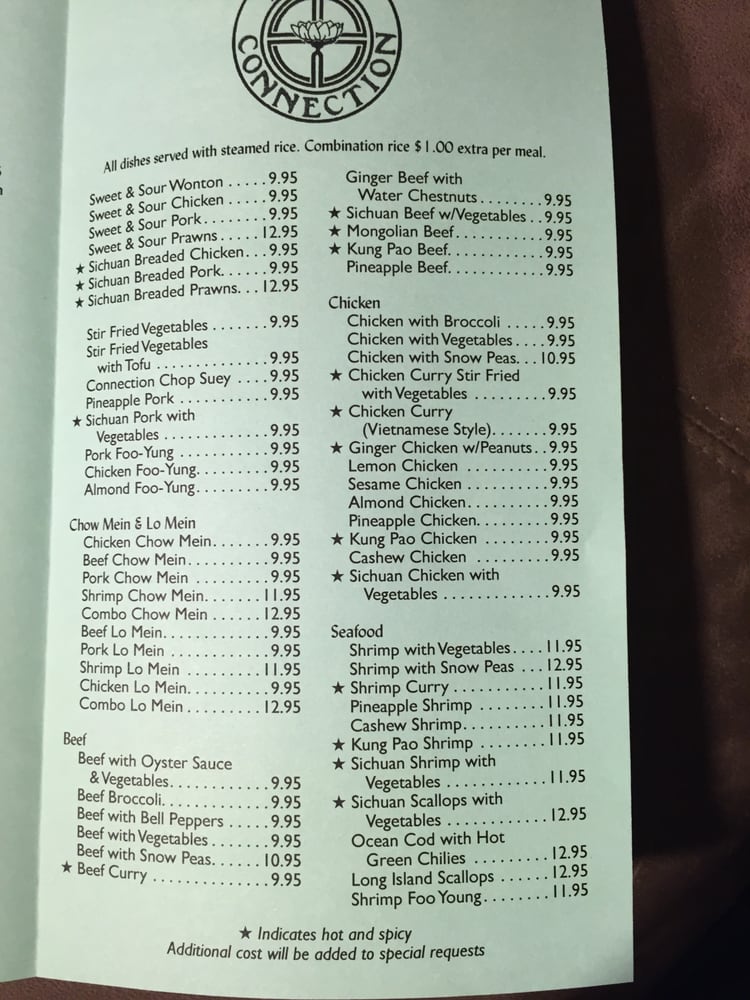 CONNECTION
All dishes served with steamed rice. Combination rice $1.00 extra per meal.
Sweet & Sour Wonton . . . . . 9.95
Sweet & Sour Chicken . . . . 9.95
Sweet & Sour Pork . . . . . . . 9.95
Sweet & Sour Prawns . . . . . 12.95
★ Sichuan Breaded Chicken. . . 9.95
★ Sichuan Breaded Pork. . . . . . 9.95
★ Sichuan Breaded Prawns. . . 12.95
Stir Fried Vegetables . . . . . . . 9.95
Stir Fried Vegetables
with Tofu . . . . . . . . . . . . 9.95
Connection Chop Suey . . . . 9.95
Pineapple Pork . . . . . . . . . . 9.95
★ Sichuan Pork with
Vegetables . . . . . . . . . . . 9.95
Pork Foo-Yung . . . . . . . . . . 9.95
Chicken Foo-Yung. . . . . . . . 9.95
Almond Foo-Yung. . . . . . . . 9.95
Chow Mein & Lo Mein
Chicken Chow Mein. . . . . . . 9.95
Beef Chow Mein. . . . . . . . . . 9.95
Pork Chow Mein . . . . . . . . . 9.95
Shrimp Chow Mein. . . . . . . 11.95
Combo Chow Mein . . . . . . 12.95
Beef Lo Mein. . . . . . . . . . . . 9.95
Pork Lo Mein . . . . . . . . . . . 9.95
Shrimp Lo Mein . . . . . . . . . 11.95
Chicken Lo Mein. . . . . . . . . 9.95
Combo Lo Mein . . . . . . . . . 12.95
Beef
Beef with Oyster Sauce
& Vegetables. . . . . . . . . . . 9.95
Beef Broccoli. . . . . . . . . . . . 9.95
Beef with Bell Peppers . . . . . 9.95
Beef with Vegetables . . . . . . 9.95
Beef with Snow Peas. . . . . . 10.95
★ Beef Curry . . . . . . . . . . . . . 9.95
Ginger Beef with
Water Chestnuts . . . . . . . . 9.95
★ Sichuan Beef w/Vegetables . . 9.95
★ Mongolian Beef. . . . . . . . . . . 9.95
★ Kung Pao Beef. . . . . . . . . . . . 9.95
Pineapple Beef. . . . . . . . . . . . 9.95
Chicken
Chicken with Broccoli . . . . . 9.95
Chicken with Vegetables . . . . 9.95
Chicken with Snow Peas. . . 10.95
★ Chicken Curry Stir Fried
with Vegetables . . . . . . . . . 9.95
★ Chicken Curry
(Vietnamese Style). . . . . . . . 9.95
★ Ginger Chicken w/Peanuts . . 9.95
Lemon Chicken . . . . . . . . . . 9.95
Sesame Chicken . . . . . . . . . . 9.95
Almond Chicken. . . . . . . . . . 9.95
Pineapple Chicken. . . . . . . . . 9.95
★ Kung Pao Chicken . . . . . . . . 9.95
Cashew Chicken . . . . . . . . . 9.95
★ Sichuan Chicken with
Vegetables . . . . . . . . . . . . 9.95
Seafood
Shrimp with Vegetables . . . . 11.95
Shrimp with Snow Peas . . . 12.95
★ Shrimp Curry . . . . . . . . . . . 11.95
Pineapple Shrimp . . . . . . . . 11.95
Cashew Shrimp. . . . . . . . . . 11.95
★ Kung Pao Shrimp . . . . . . . . 11.95
★ Sichuan Shrimp with
Vegetables . . . . . . . . . . . 11.95
★ Sichuan Scallops with
Vegetables . . . . . . . . . . . 12.95
Ocean Cod with Hot
Green Chilies . . . . . . . . . 12.95
Long Island Scallops . . . . . . 12.95
Shrimp Foo Young. . . . . . . . 11.95
★ Indicates hot and spicy
Additional cost will be added to special requests